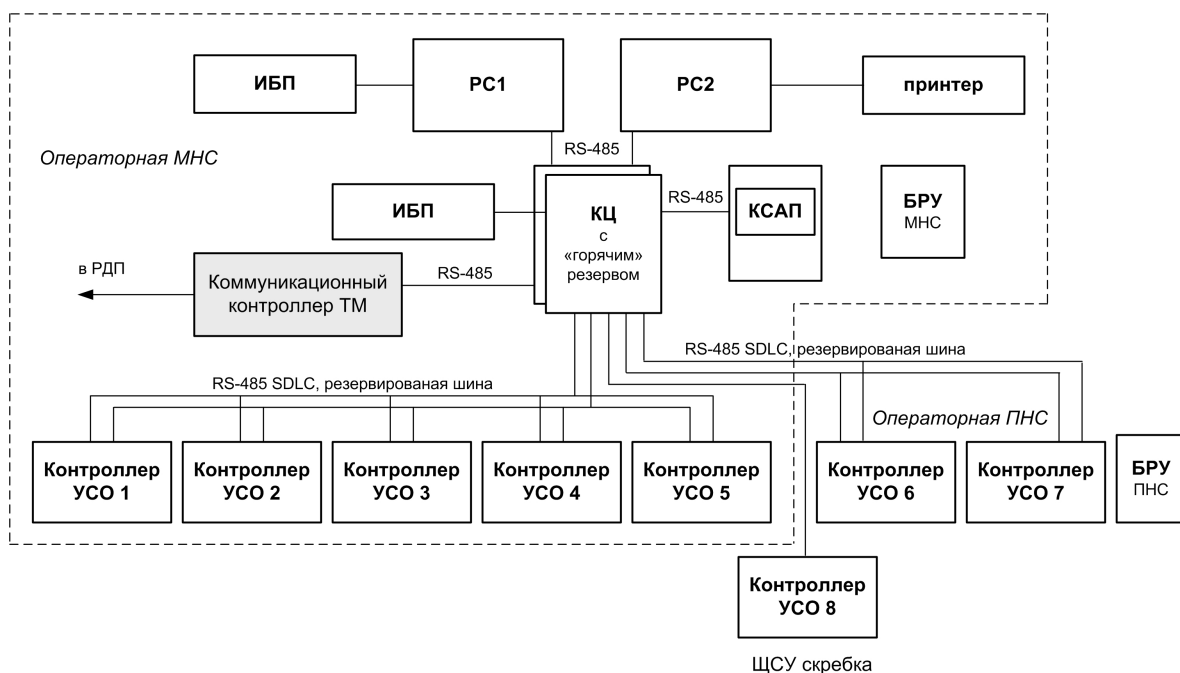 ИБП
РС1
РС2
принтер
Операторная МНС
RS-485
ИБП
КЦ
с
«горячим»
резервом
RS-485
КСАП
БРУ
МНС
в РДП
Коммуникационный
контроллер ТМ
RS-485
RS-485 SDLC, резервированая шина
RS-485 SDLC, резервированая шина
Операторная ПНС
Контроллер
УСО 1
Контроллер
УСО 2
Контроллер
УСО 3
Контроллер
УСО 4
Контроллер
УСО 5
Контроллер
УСО 6
Контроллер
УСО 7
БРУ
ПНС
Контроллер
УСО 8
ЩСУ скребка